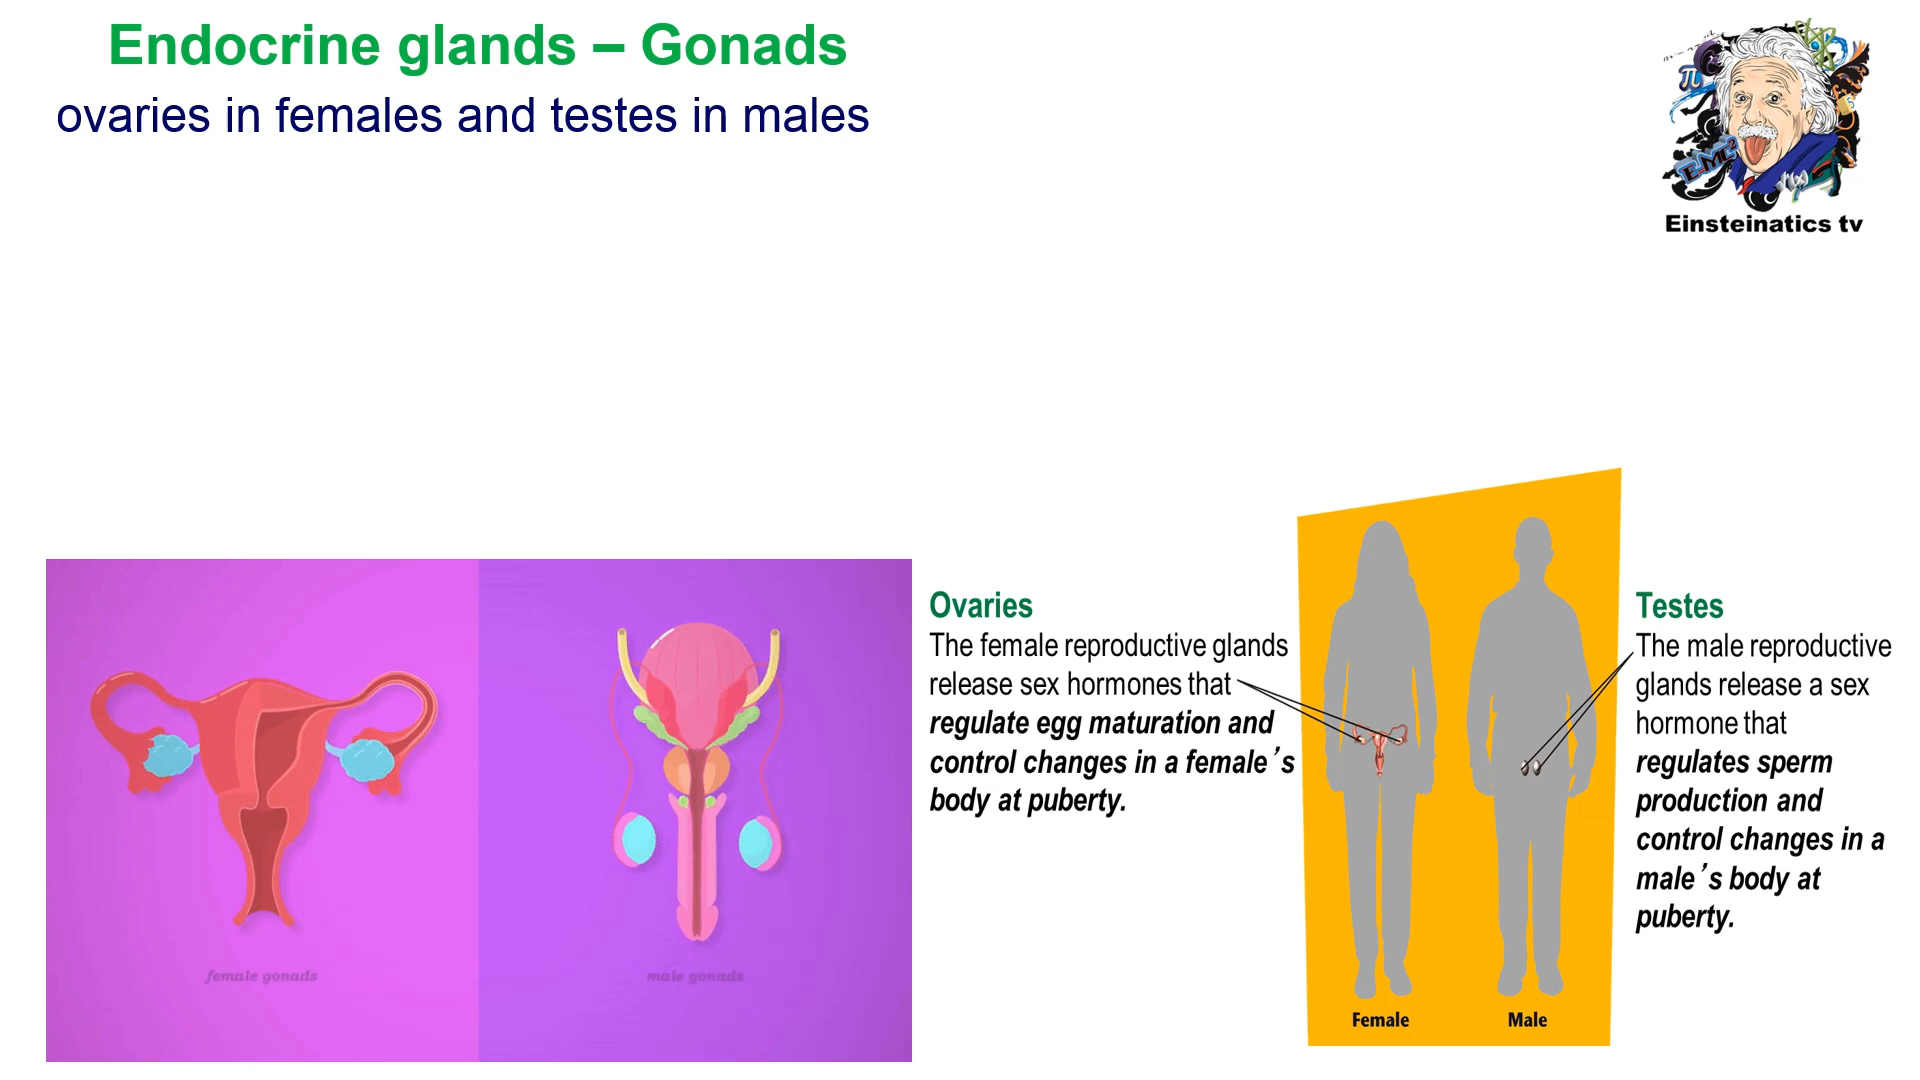 Endocrine glands – Gonads
ovaries in females and testes in males
π
E=MC²
Einsteinatics tv
female gonads
male gonads
Ovaries
The female reproductive glands
release sex hormones that
regulate egg maturation and
control changes in a female’s
body at puberty.
Female
Male
Testes
The male reproductive
glands release a sex
hormone that
regulates sperm
production and
control changes in a
male’s body at
puberty.